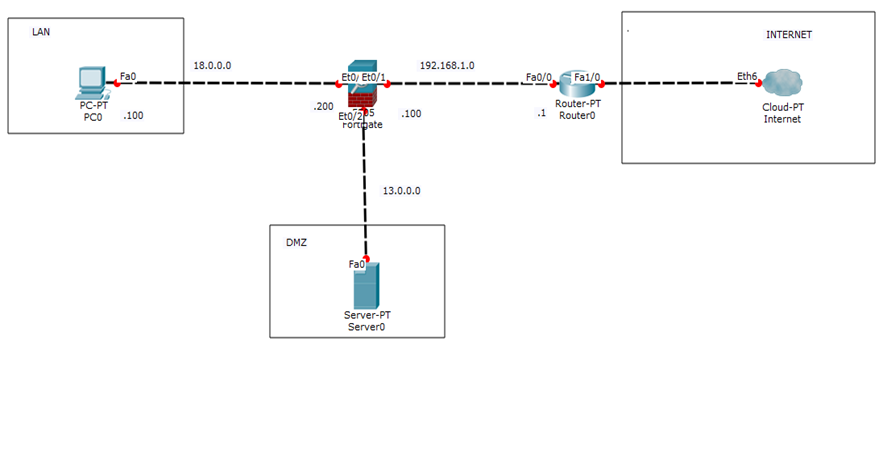 LAN
INTERNET
18.0.0.0
192.168.1.0
Fa0
Et0/
Et0/1
Fa0/0
Fa1/0
Eth6
PC-PT
PC0
.100
.200
Et0/2
Fortigate
.100
.1
Router-PT
Router0
Cloud-PT
Internet
13.0.0.0
DMZ
Fa0
Server-PT
Server0